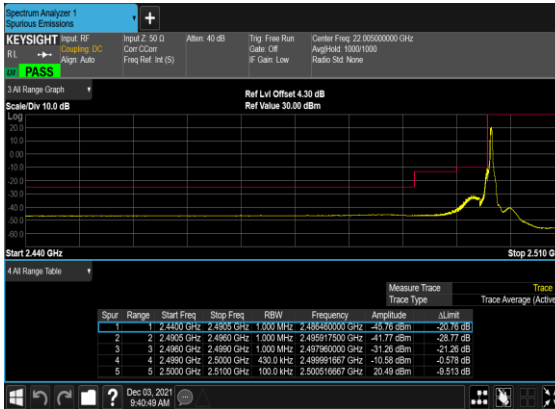 Spectrum Analyzer 1
Spurious Emissions
+
KEYSIGHT Input: RF Input Z: 50 Ω Atten: 40 dB Trig: Free Run Center Freq: 22.005000000 GHz
RL Coupling: DC Corr CCorr Gate: Off Avg|Hold: 1000/1000
Align: Auto Freq Ref: Int (S) IF Gain: Low Radio Std: None
PASS
3 All Range Graph
Ref Lvl Offset 4.30 dB
Scale/Div 10.0 dB Ref Value 30.00 dBm
Log
20.0
10.0
0.00
-10.0
-20.0
-30.0
-40.0
-50.0
-60.0
Start 2.440 GHz Stop 2.510 G
4 All Range Table
Measure Trace Trace
Trace Type Trace Average (Active
Spur Range Start Freq Stop Freq RBW Frequency Amplitude ΔLimit
1 1 2.4400 GHz 2.4905 GHz 1.000 MHz 2.486460000 GHz -45.76 dBm -20.76 dB
2 2 2.4905 GHz 2.4960 GHz 1.000 MHz 2.495917500 GHz -41.77 dBm -28.77 dB
3 3 2.4960 GHz 2.4990 GHz 1.000 MHz 2.497960000 GHz -31.26 dBm -21.26 dB
4 4 2.4990 GHz 2.5000 GHz 430.0 kHz 2.499991667 GHz -10.58 dBm -0.578 dB
5 5 2.5000 GHz 2.5100 GHz 100.0 kHz 2.500516667 GHz 20.49 dBm -9.513 dB
? Dec 03, 2021
9:40:49 AM